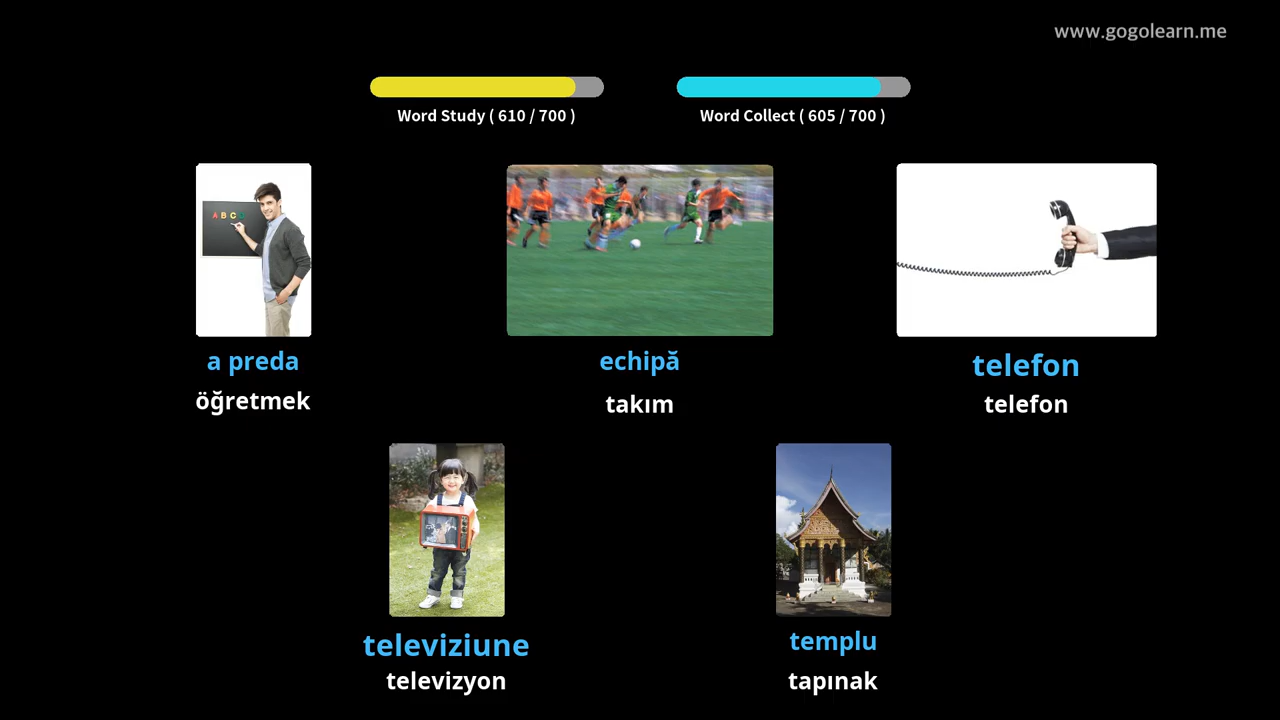 www.gogolearn.me
Word Study ( 610 / 700 )
Word Collect ( 605 / 700 )
A B C D
a preda
öğretmek
echipă
takım
telefon
telefon
televiziune
televizyon
templu
tapınak